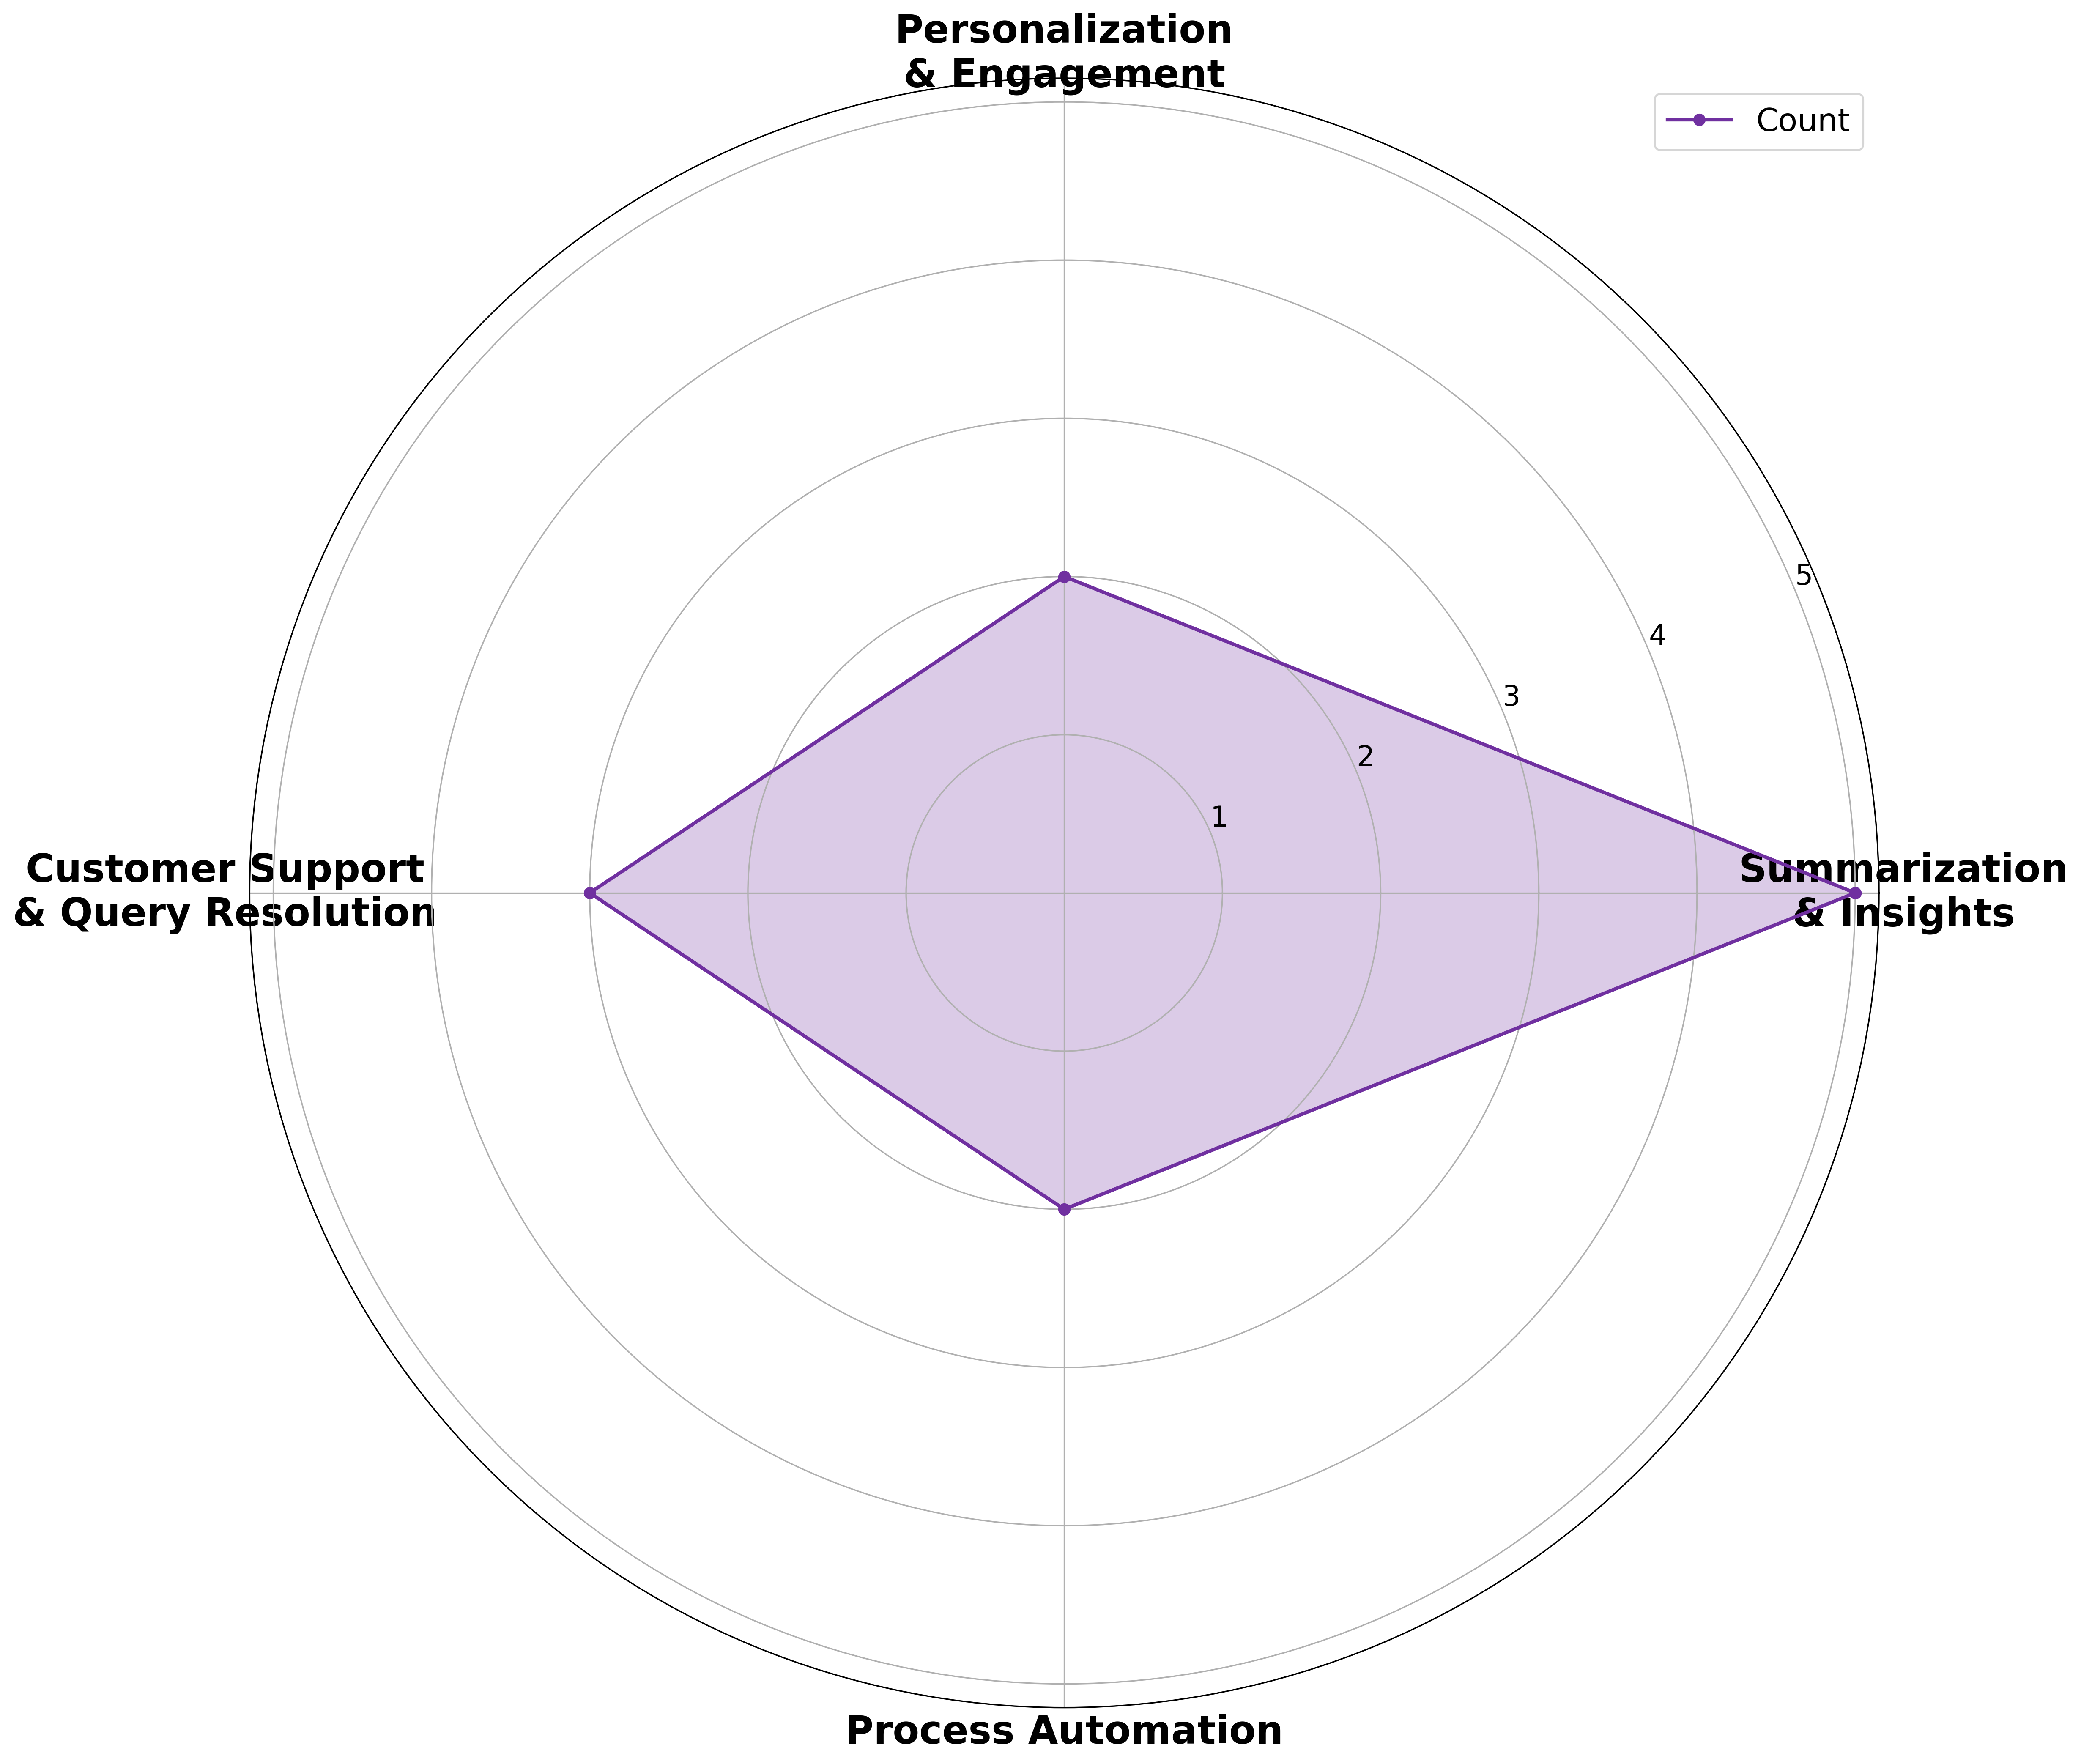 Personalization
& Engagement
Count
5
4
3
2
1
Customer Support
& Query Resolution
Summarization
& Insights
Process Automation